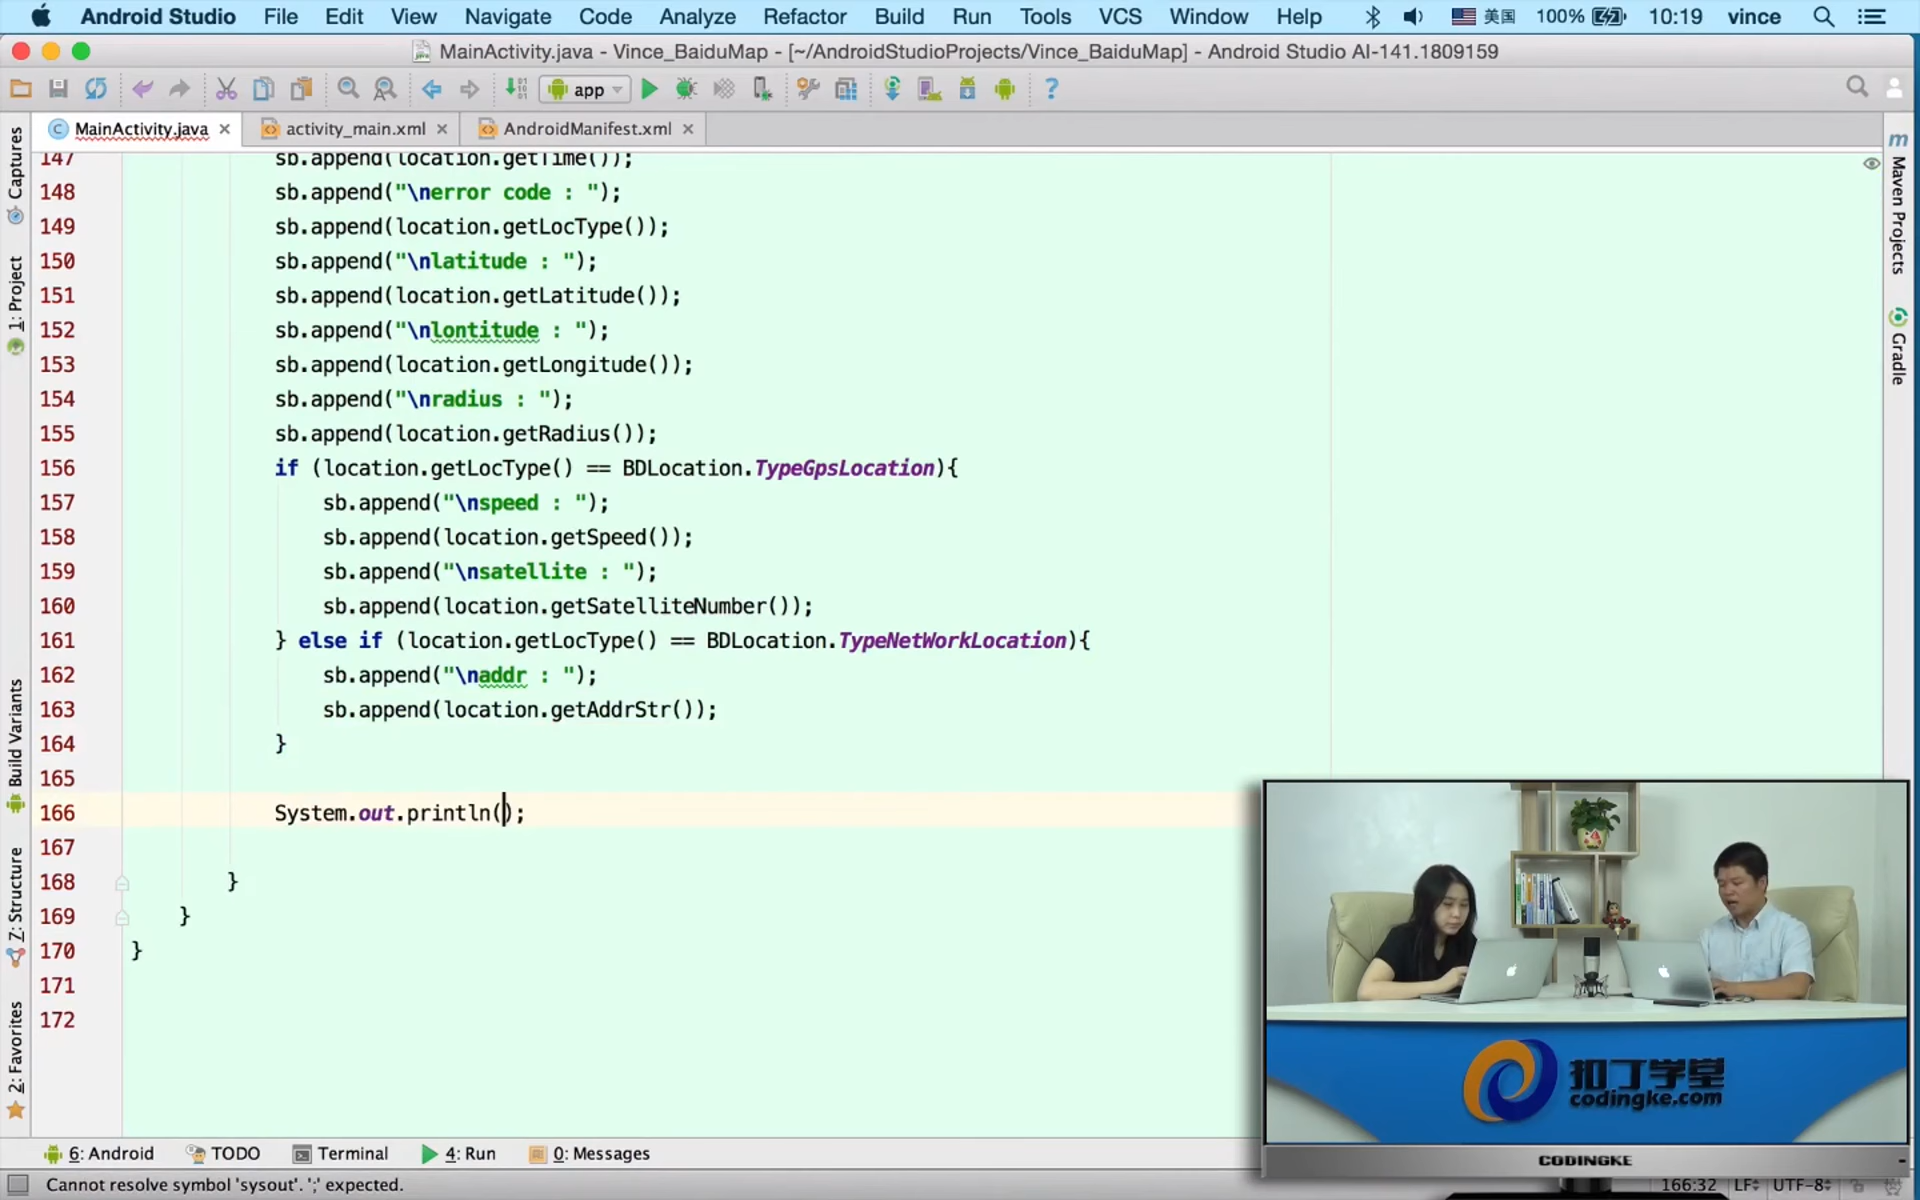 Android Studio File Edit View Navigate Code Analyze Refactor Build Run Tools VCS Window Help 美国 100% 10:19 vince
MainActivity.java - Vince_BaiduMap - [~/AndroidStudioProjects/Vince_BaiduMap] - Android Studio AI-141.1809159
app
MainActivity.java activity_main.xml AndroidManifest.xml
Captures
1: Project
Build Variants
Z: Structure
2: Favorites
Maven Projects
Gradle
147 sb.append(location.getTime());
148 sb.append("\nerror code : ");
149 sb.append(location.getLocType());
150 sb.append("\nlatitude : ");
151 sb.append(location.getLatitude());
152 sb.append("\nlontitude : ");
153 sb.append(location.getLongitude());
154 sb.append("\nradius : ");
155 sb.append(location.getRadius());
156 if (location.getLocType() == BDLocation.TypeGpsLocation){
157 sb.append("\nspeed : ");
158 sb.append(location.getSpeed());
159 sb.append("\nsatellite : ");
160 sb.append(location.getSatelliteNumber());
161 } else if (location.getLocType() == BDLocation.TypeNetWorkLocation){
162 sb.append("\naddr : ");
163 sb.append(location.getAddrStr());
164 }
165
166 System.out.println();
167
168 }
169 }
170 }
171
172
扣丁学堂
codingke.com
CODINGKE
6: Android TODO Terminal 4: Run 0: Messages
Cannot resolve symbol 'sysout'. ';' expected. 166:32 LF UTF-8